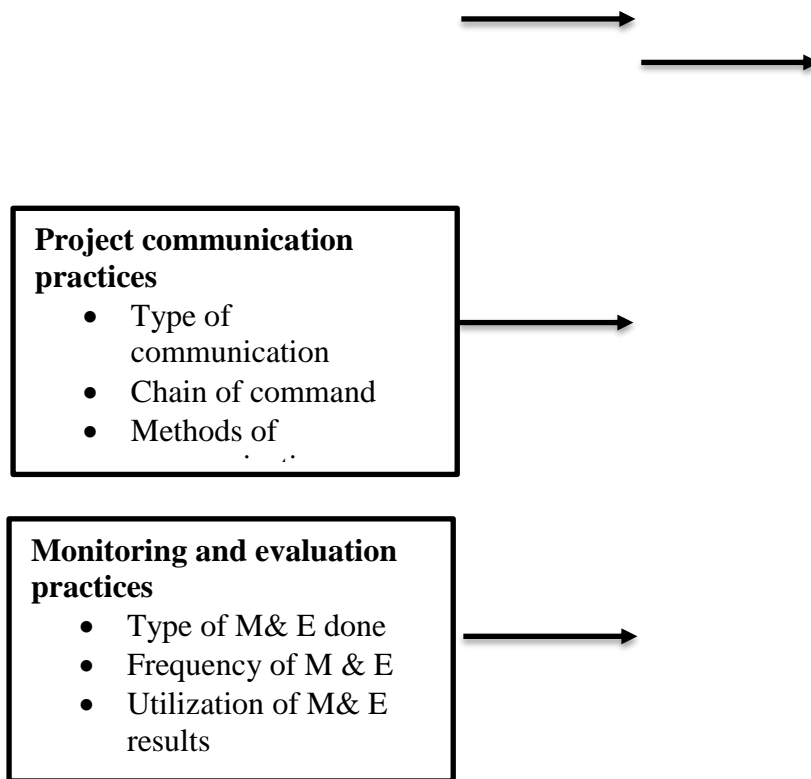 Project communication
practices
• Type of
communication
• Chain of command
• Methods of
Monitoring and evaluation
practices
• Type of M& E done
• Frequency of M & E
• Utilization of M& E
results